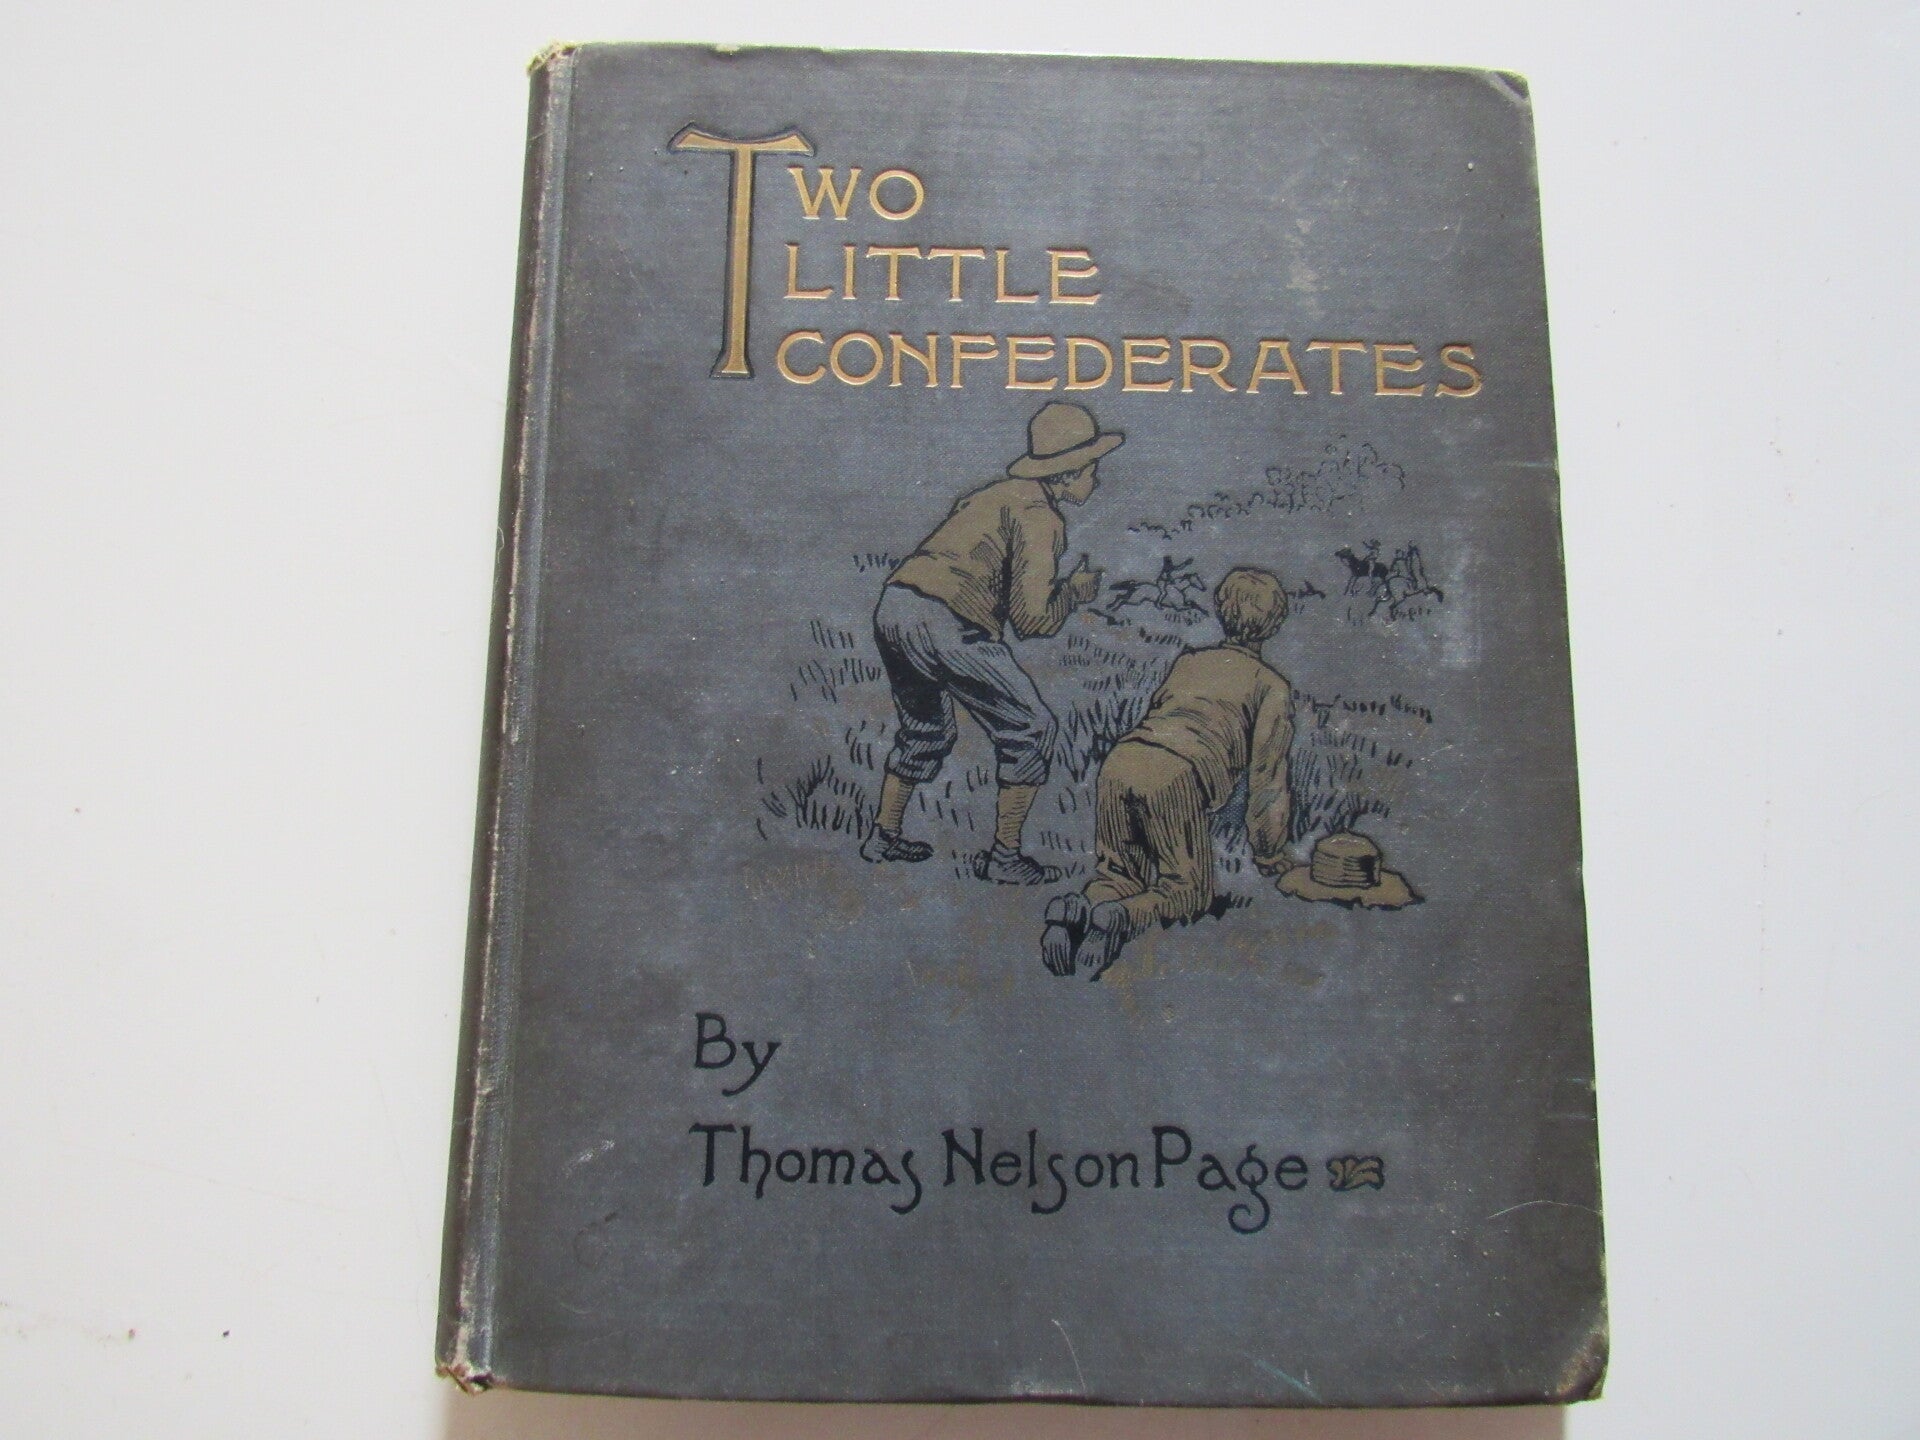 TWO
LITTLE
CONFEDERATES
By
Thomas Nelson Page